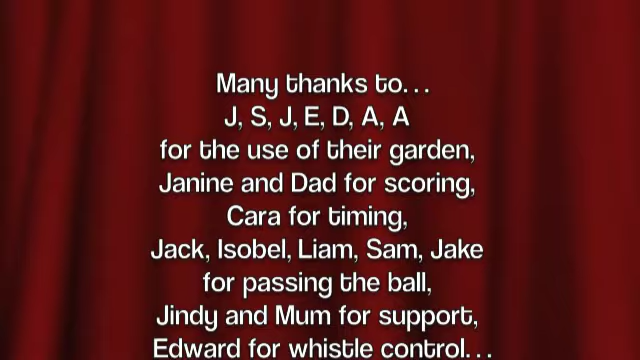 Many thanks to...
J, S, J, E, D, A, A
for the use of their garden,
Janine and Dad for scoring,
Cara for timing,
Jack, Isobel, Liam, Sam, Jake
for passing the ball,
Jindy and Mum for support,
Edward for whistle control...